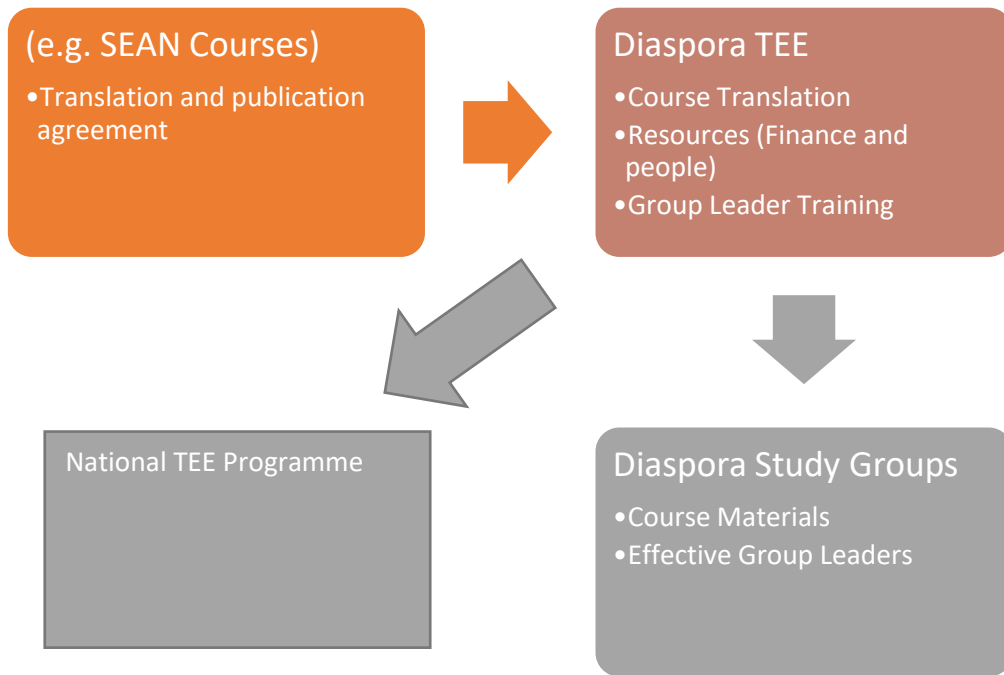 (e.g. SEAN Courses)
•Translation and publication
agreement
Diaspora TEE
•Course Translation
•Resources (Finance and
people)
•Group Leader Training
National TEE Programme
Diaspora Study Groups
•Course Materials
•Effective Group Leaders